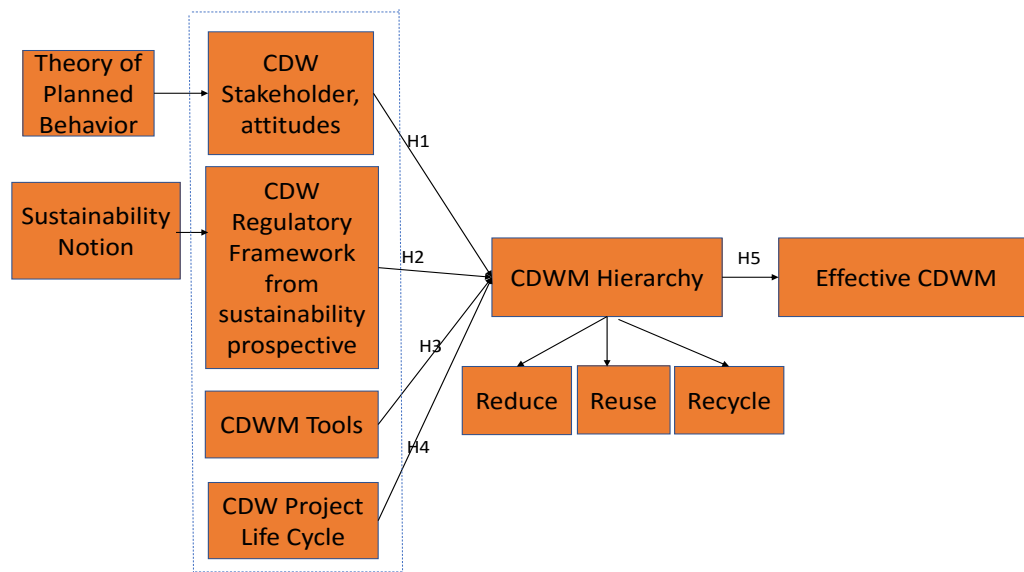 Theory of
Planned
Behavior
CDW
Stakeholder,
attitudes
H1
Sustainability
Notion
CDW
Regulatory
Framework
from
sustainability
prospective
H2
CDWM Hierarchy
H5
Effective CDWM
H3
Reduce
Reuse
Recycle
CDWM Tools
H4
CDW Project
Life Cycle